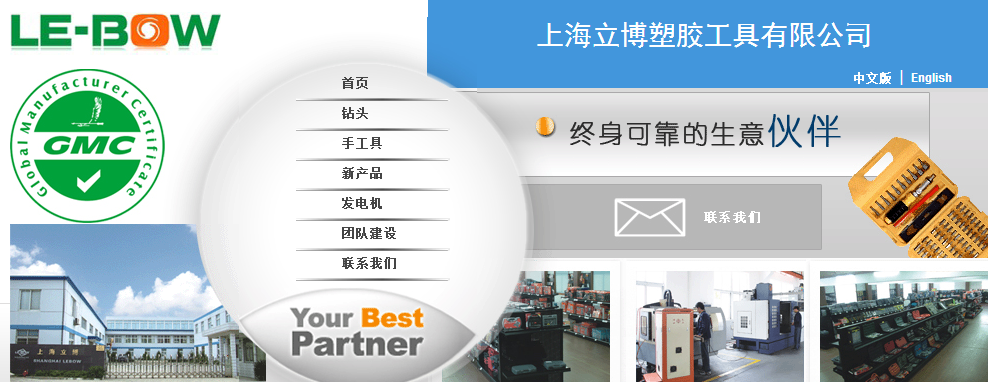 LE-BOW
上海立博塑胶工具有限公司
中文版 | English
Global Manufacturer Certificate
GMC
首页
钻头
手工具
新产品
发电机
团队建设
联系我们
终身可靠的生意伙伴
联系我们
Your Best
Partner
上海立博
SHANGHAI LEBOW